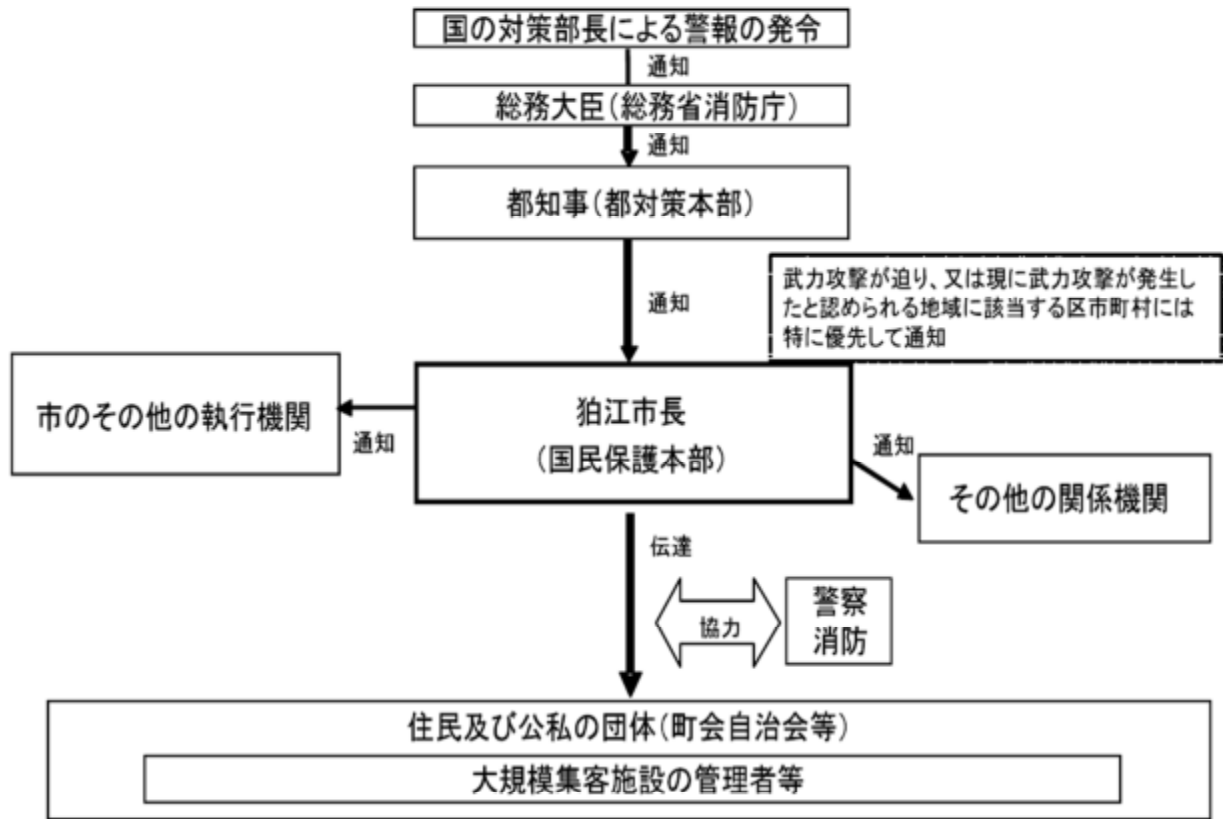 国の対策部長による警報の発令
通知
総務大臣(総務省消防庁)
通知
都知事(都対策本部)
通知
武力攻撃が迫り、又は現に武力攻撃が発生し
たと認められる地域に該当する区市町村には
特に優先して通知
市のその他の執行機関
通知
狛江市長
(国民保護本部)
通知
その他の関係機関
伝達
協力
警察
消防
住民及び公私の団体(町会自治会等)
大規模集客施設の管理者等